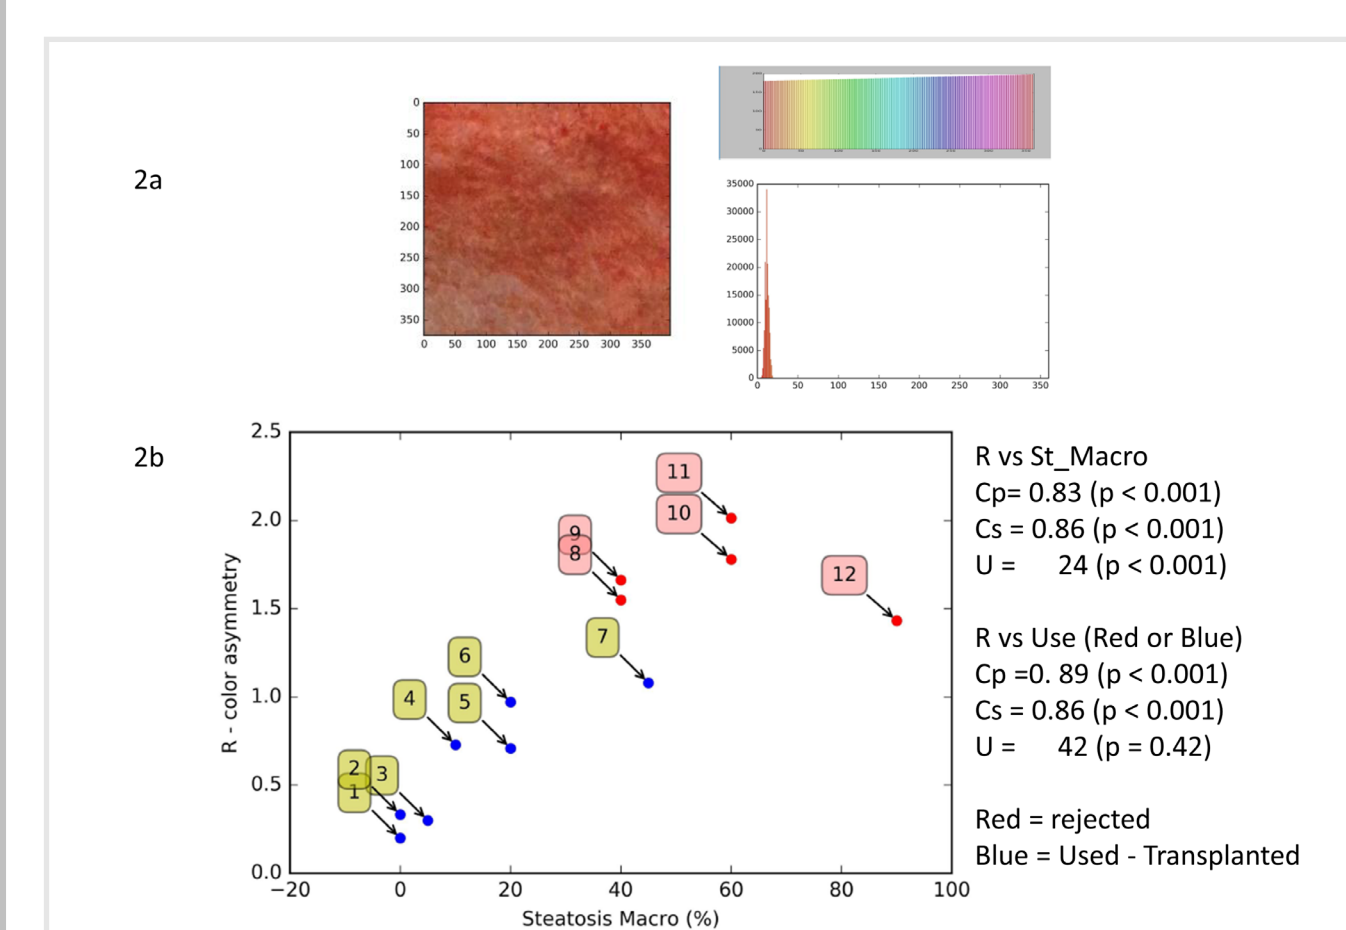 2a
0
50
100
150
200
250
300
350
0 50 100 150 200 250 300 350
35000
30000
25000
20000
15000
10000
5000
0
0 50 100 150 200 250 300 350
2b
R - color asymmetry
2.5
2.0
1.5
1.0
0.5
0.0
11
10
9
8
12
7
6
4
5
2
3
1
−20 0 20 40 60 80 100
Steatosis Macro (%)
R vs St_Macro
Cp= 0.83 (p < 0.001)
Cs = 0.86 (p < 0.001)
U = 24 (p < 0.001)
R vs Use (Red or Blue)
Cp =0. 89 (p < 0.001)
Cs = 0.86 (p < 0.001)
U = 42 (p = 0.42)
Red = rejected
Blue = Used - Transplanted